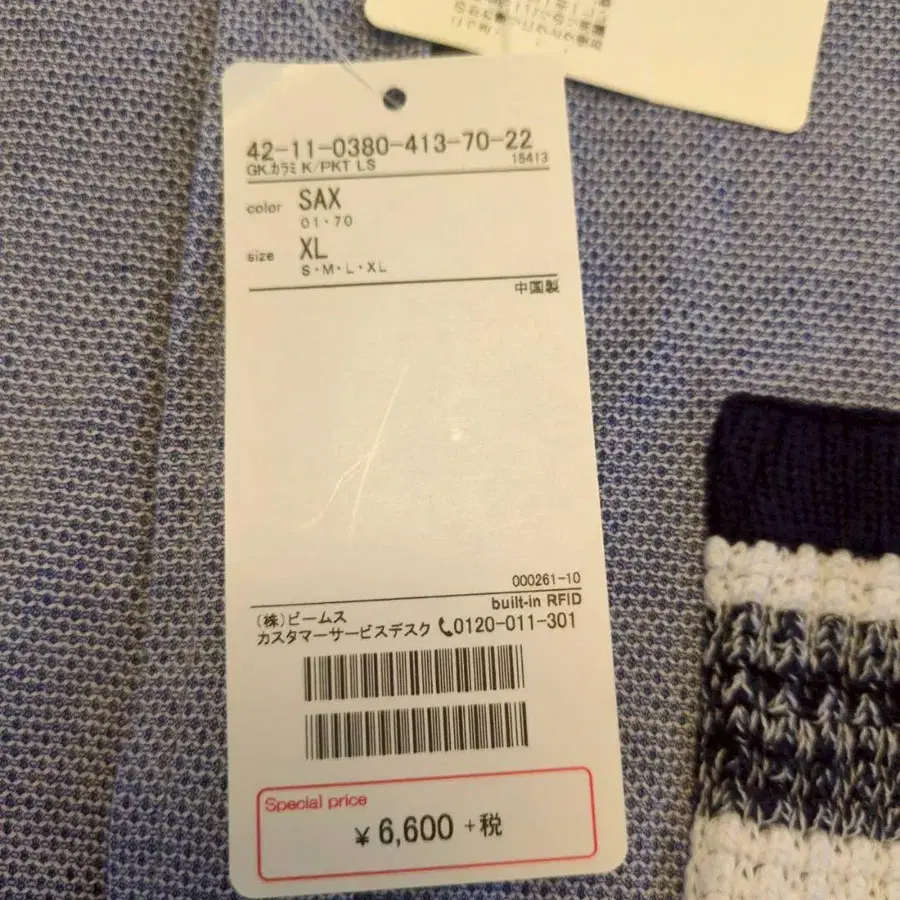 42-11-0380-413-70-22
GK.カラミ K/PKT LS 15413
color SAX
01・70
size XL
S・M・L・XL
中国製
000261-10
built-in RFID
(株)ビームス
カスタマーサービスデスク 0120-011-301
Special price
¥6,600 +税